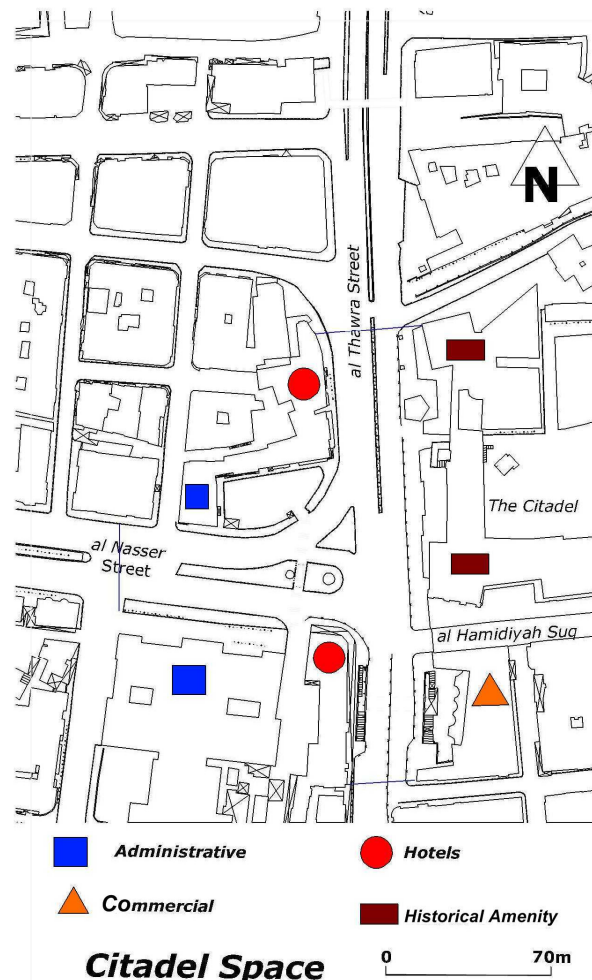 N
al Thawra Street
The Citadel
al Nasser
Street
al Hamidiyah Suq
Administrative
Hotels
Commercial
Historical Amenity
Citadel Space
0 70m